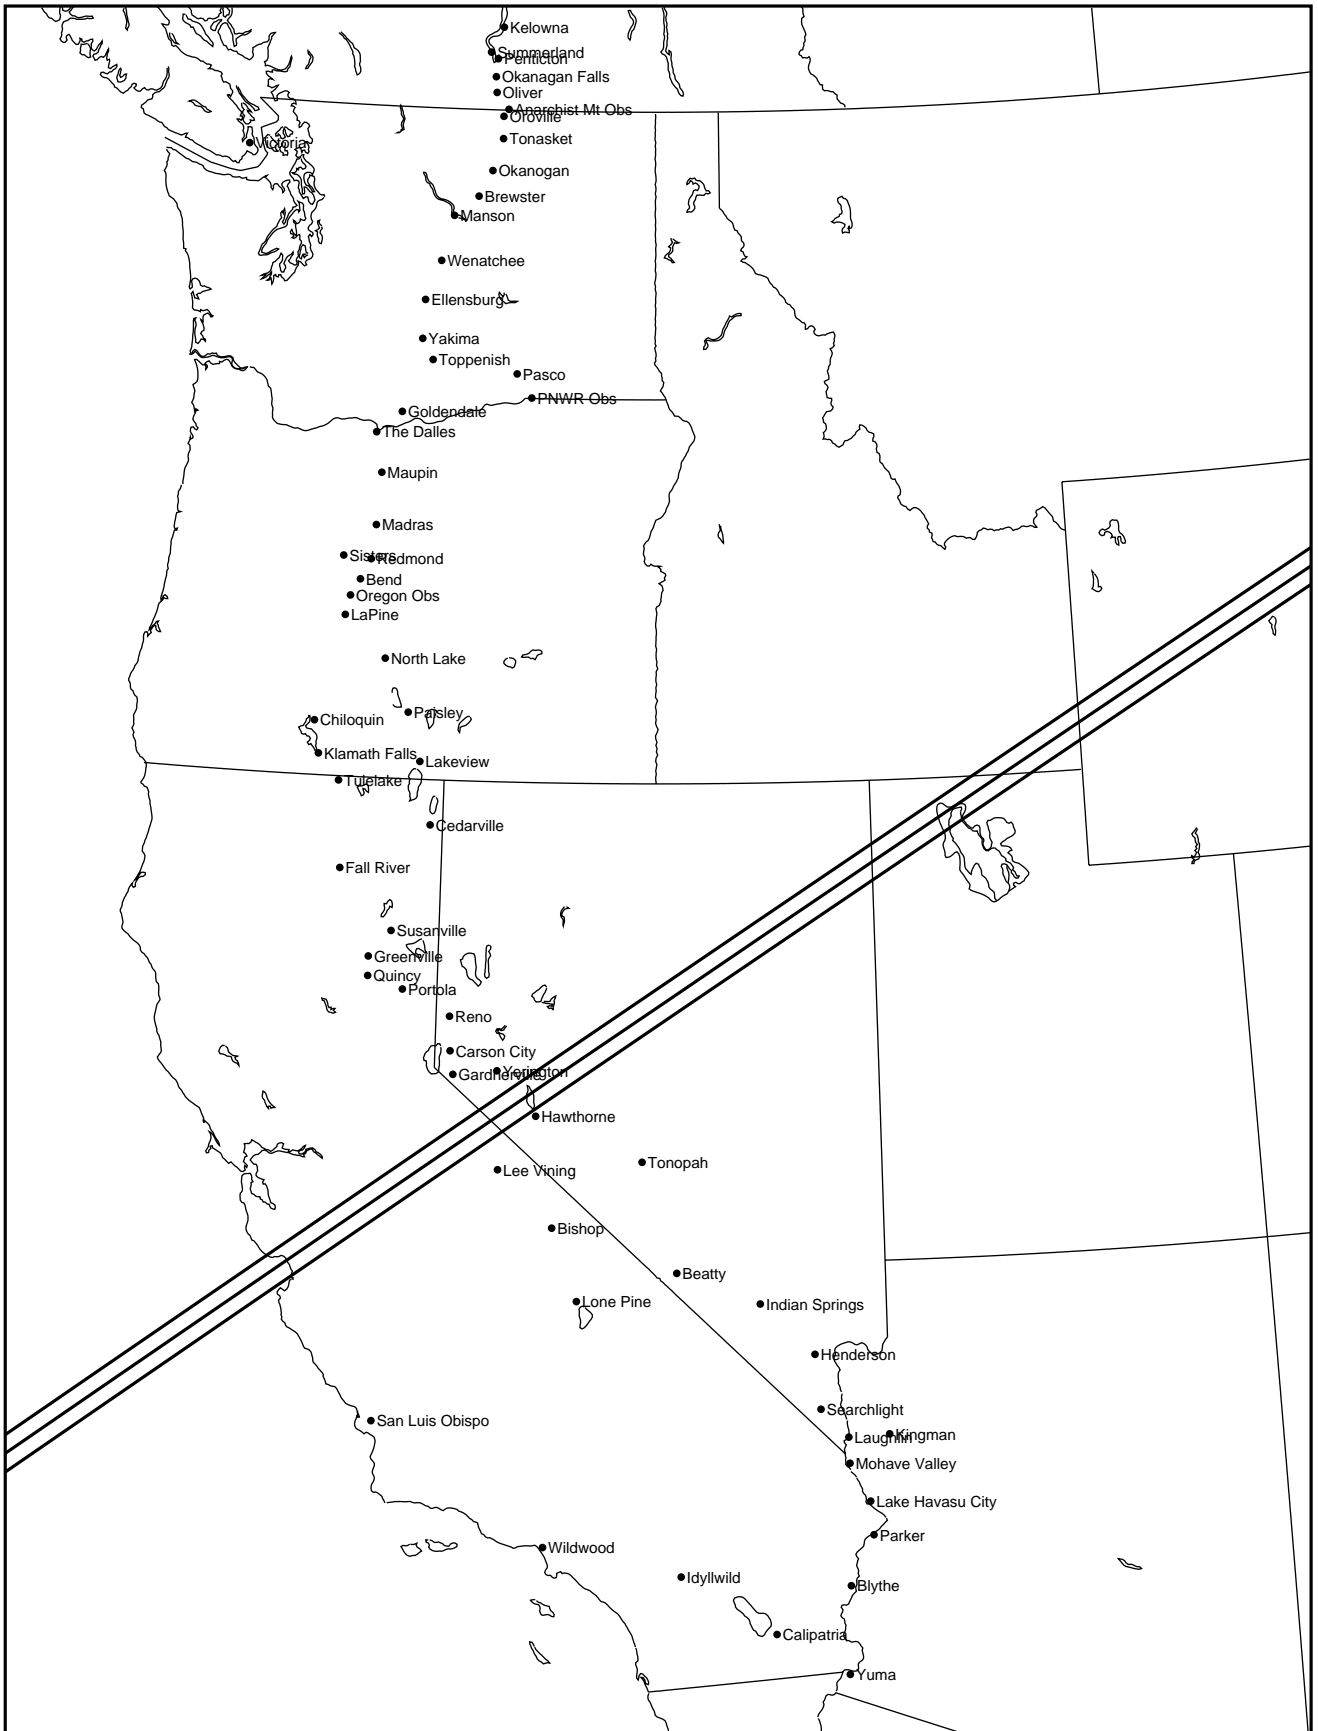 Kelowna
Summerland
Penticton
Okanagan Falls
Oliver
Anarchist Mt Obs
Oroville
Tonasket
Victoria
Okanogan
Brewster
Manson
Wenatchee
Ellensburg
Yakima
Toppenish
Pasco
PNWR Obs
Goldendale
The Dalles
Maupin
Madras
Sisters
Redmond
Bend
Oregon Obs
LaPine
North Lake
Paisley
Chiloquin
Klamath Falls
Lakeview
Tulelake
Cedarville
Fall River
Susanville
Greenville
Quincy
Portola
Reno
Carson City
Yerington
Gardnerville
Hawthorne
Tonopah
Lee Vining
Bishop
Beatty
Lone Pine
Indian Springs
Henderson
Searchlight
San Luis Obispo
Kingman
Laughlin
Mohave Valley
Lake Havasu City
Parker
Wildwood
Idyllwild
Blythe
Calipatria
Yuma